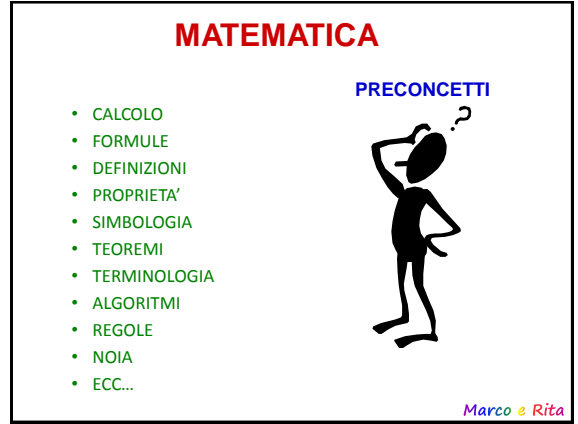 MATEMATICA
PRECONCETTI
?
• CALCOLO
• FORMULE
• DEFINIZIONI
• PROPRIETA’
• SIMBOLOGIA
• TEOREMI
• TERMINOLOGIA
• ALGORITMI
• REGOLE
• NOIA
• ECC…
Marco e Rita